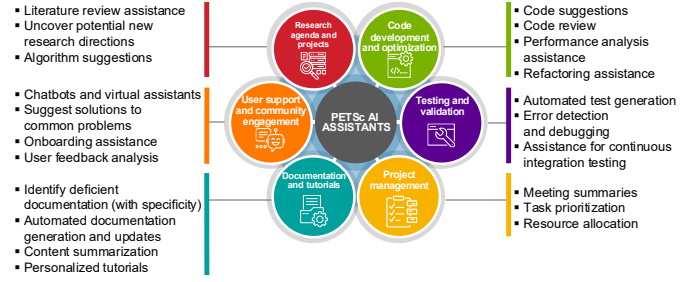 ▪ Literature review assistance
▪ Uncover potential new
research directions
▪ Algorithm suggestions
Research
agenda and
projects
Code
development
and optimization
▪ Code suggestions
▪ Code review
▪ Performance analysis
assistance
▪ Refactoring assistance
▪ Chatbots and virtual assistants
▪ Suggest solutions to
common problems
▪ Onboarding assistance
▪ User feedback analysis
User support
and community
engagement
PETSc AI
ASSISTANTS
Testing and
validation
▪ Automated test generation
▪ Error detection
and debugging
▪ Assistance for continuous
integration testing
▪ Identify deficient
documentation (with specificity)
▪ Automated documentation
generation and updates
▪ Content summarization
▪ Personalized tutorials
Documentation
and tutorials
Project
management
▪ Meeting summaries
▪ Task prioritization
▪ Resource allocation